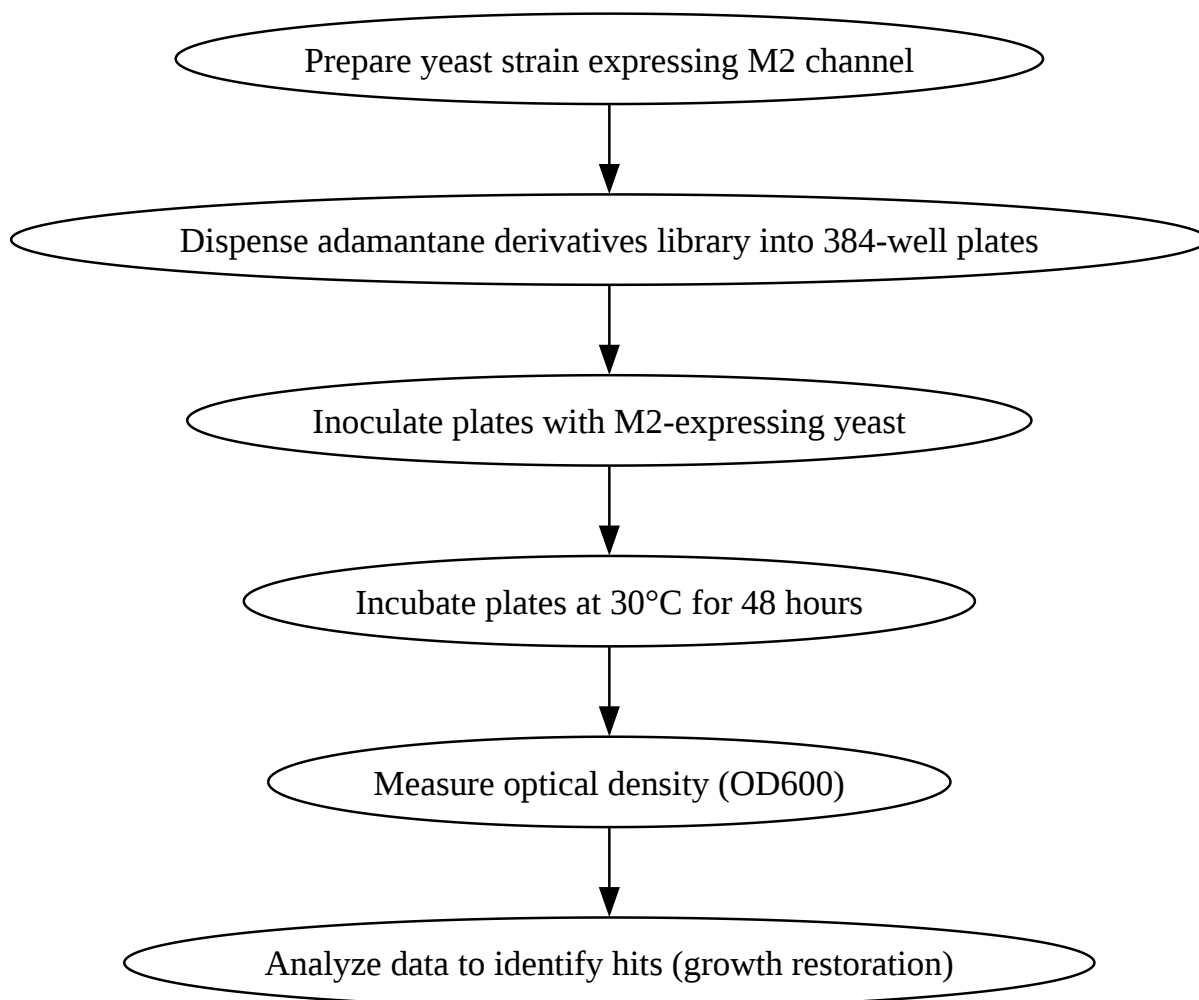 Prepare yeast strain expressing M2 channel
Dispense adamantane derivatives library into 384-well plates
Inoculate plates with M2-expressing yeast
Incubate plates at 30°C for 48 hours
Measure optical density (OD600)
Analyze data to identify hits (growth restoration)